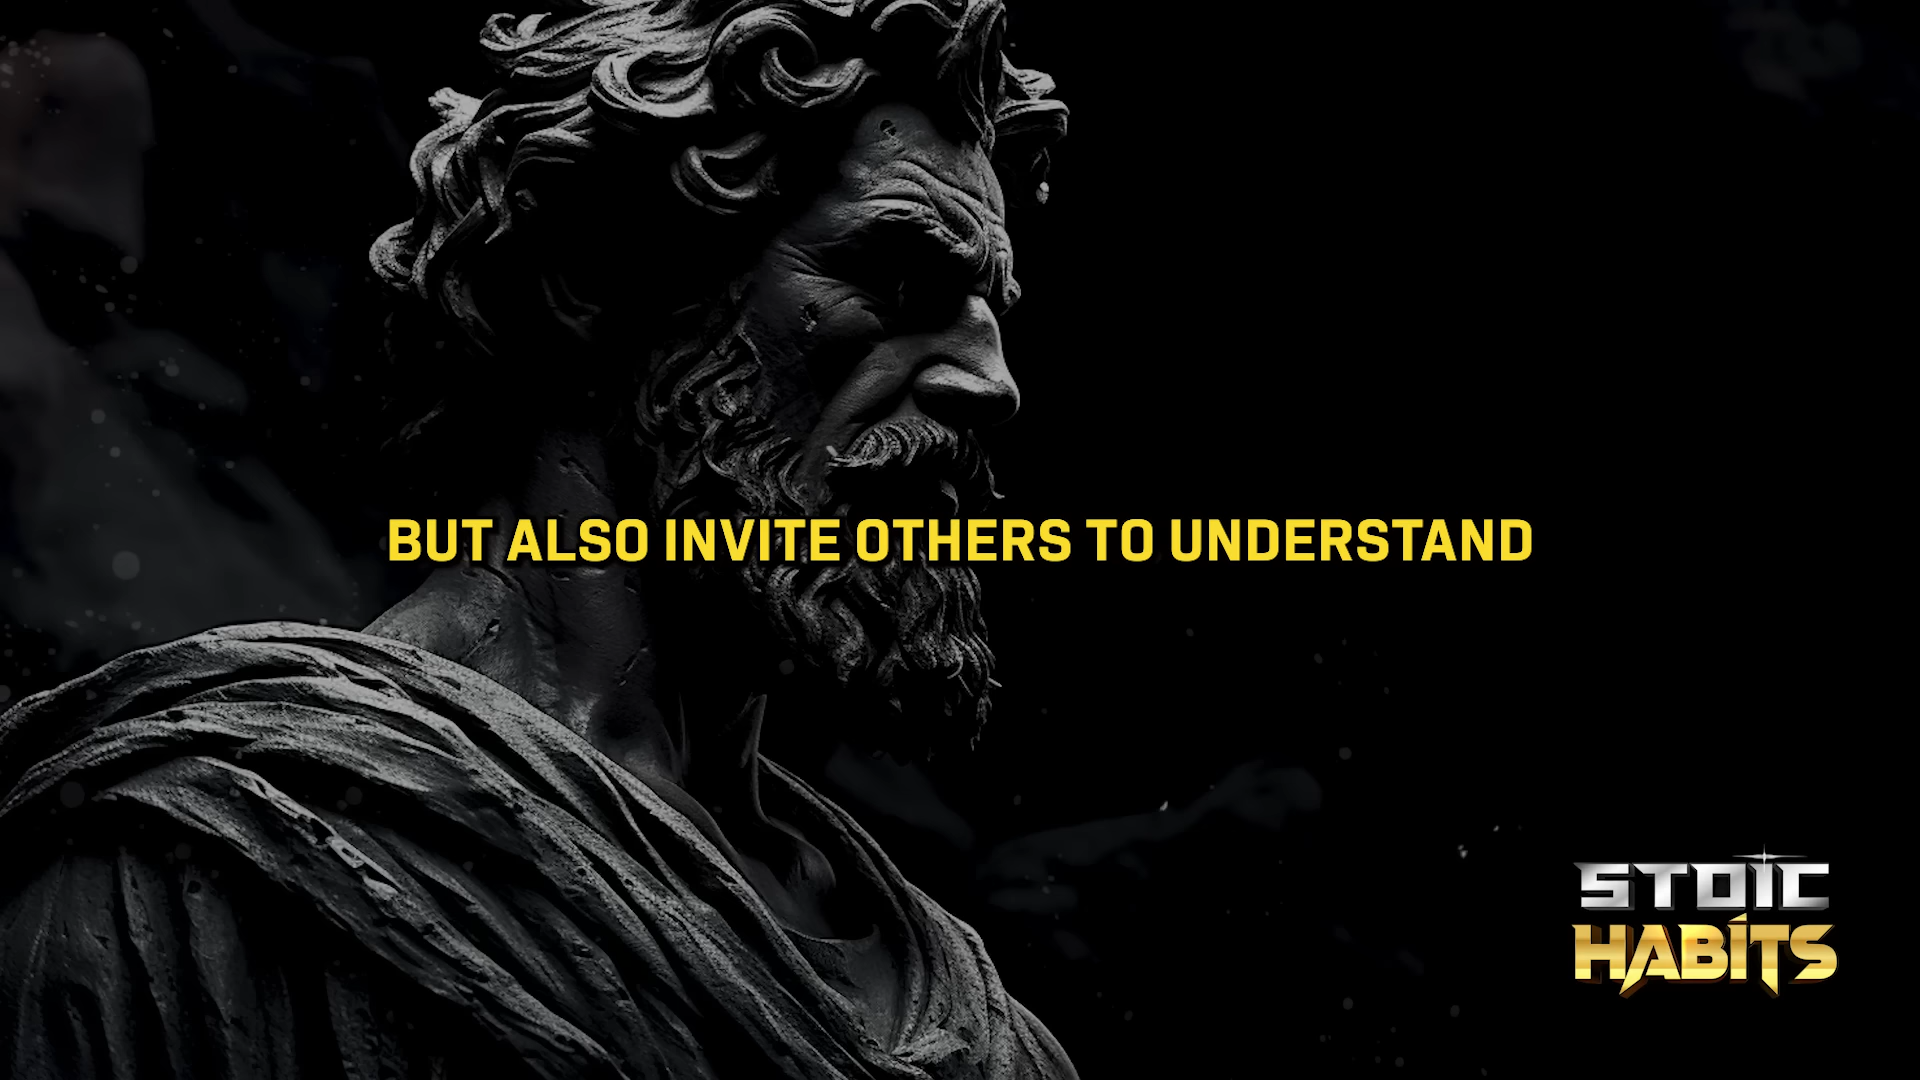 BUT ALSO INVITE OTHERS TO UNDERSTAND
STOIC
HABITS